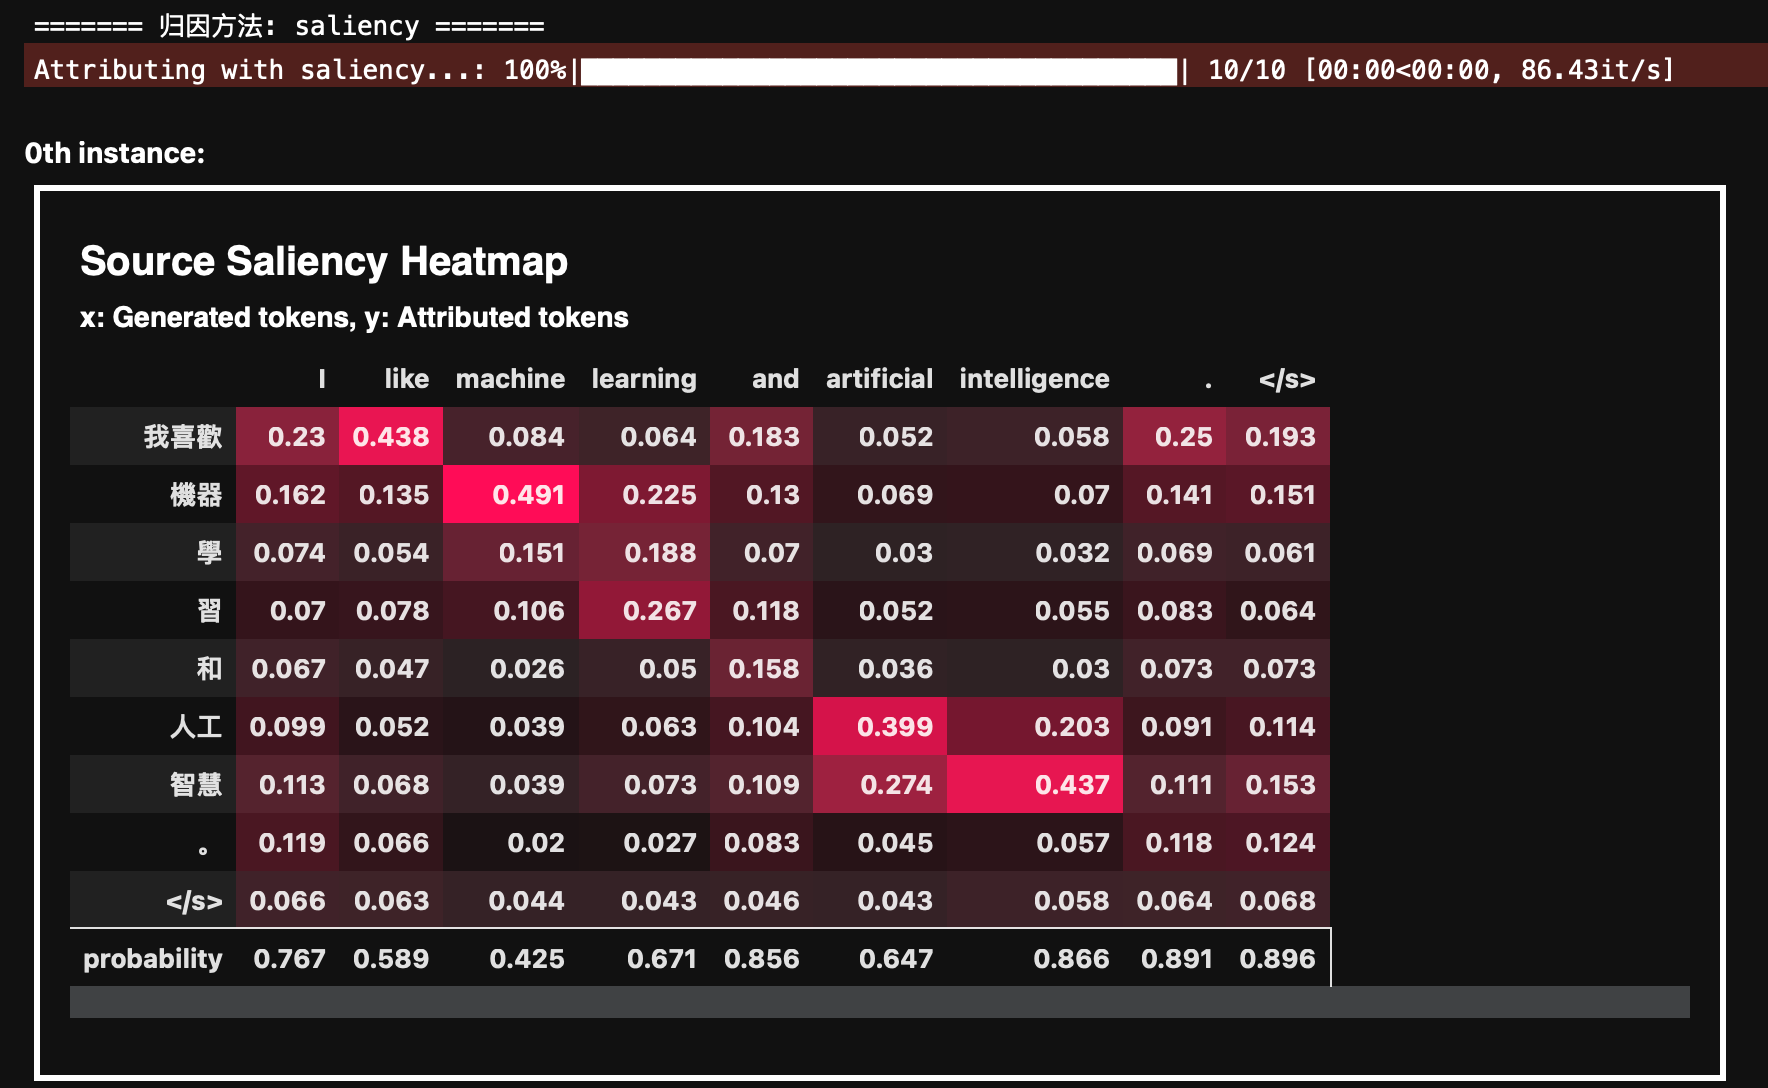 ======= 归因方法: saliency =======
Attributing with saliency...: 100%|██████████| 10/10 [00:00<00:00, 86.43it/s]
0th instance:
Source Saliency Heatmap
x: Generated tokens, y: Attributed tokens
I like machine learning and artificial intelligence . </s>
我喜歡 0.23 0.438 0.084 0.064 0.183 0.052 0.058 0.25 0.193
機器 0.162 0.135 0.491 0.225 0.13 0.069 0.07 0.141 0.151
學 0.074 0.054 0.151 0.188 0.07 0.03 0.032 0.069 0.061
習 0.07 0.078 0.106 0.267 0.118 0.052 0.055 0.083 0.064
和 0.067 0.047 0.026 0.05 0.158 0.036 0.03 0.073 0.073
人工 0.099 0.052 0.039 0.063 0.104 0.399 0.203 0.091 0.114
智慧 0.113 0.068 0.039 0.073 0.109 0.274 0.437 0.111 0.153
。 0.119 0.066 0.02 0.027 0.083 0.045 0.057 0.118 0.124
</s> 0.066 0.063 0.044 0.043 0.046 0.043 0.058 0.064 0.068
probability 0.767 0.589 0.425 0.671 0.856 0.647 0.866 0.891 0.896